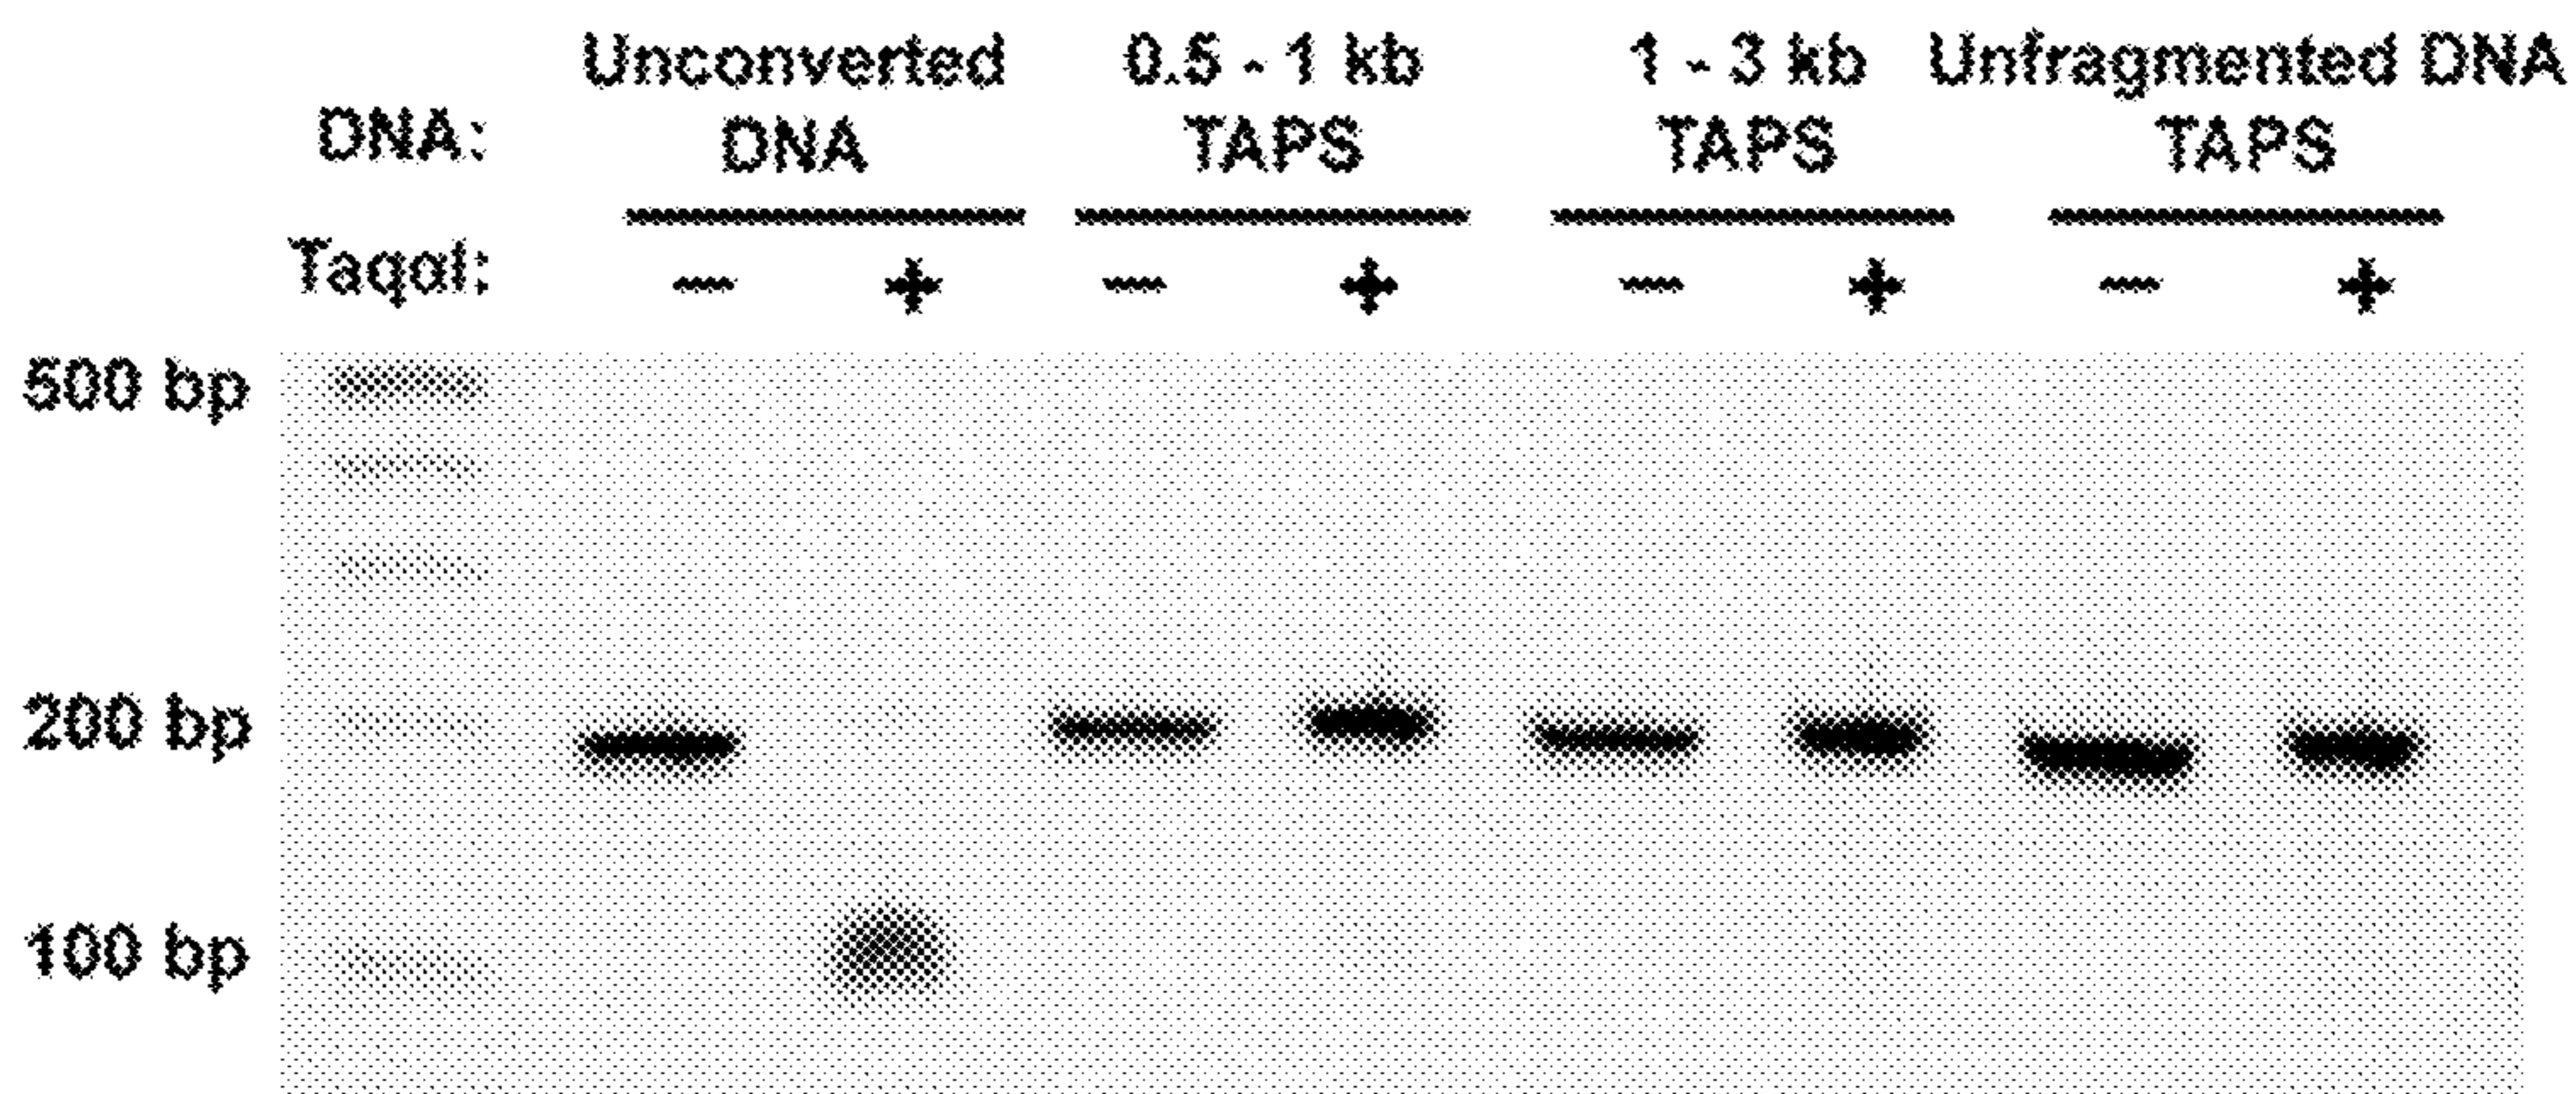 Unconverted 0.5 - 1 kb 1 - 3 kb Unfragmented DNA
DNA: DNA TAPS TAPS TAPS
TaqαI: − + − + − + − +
500 bp
200 bp
100 bp